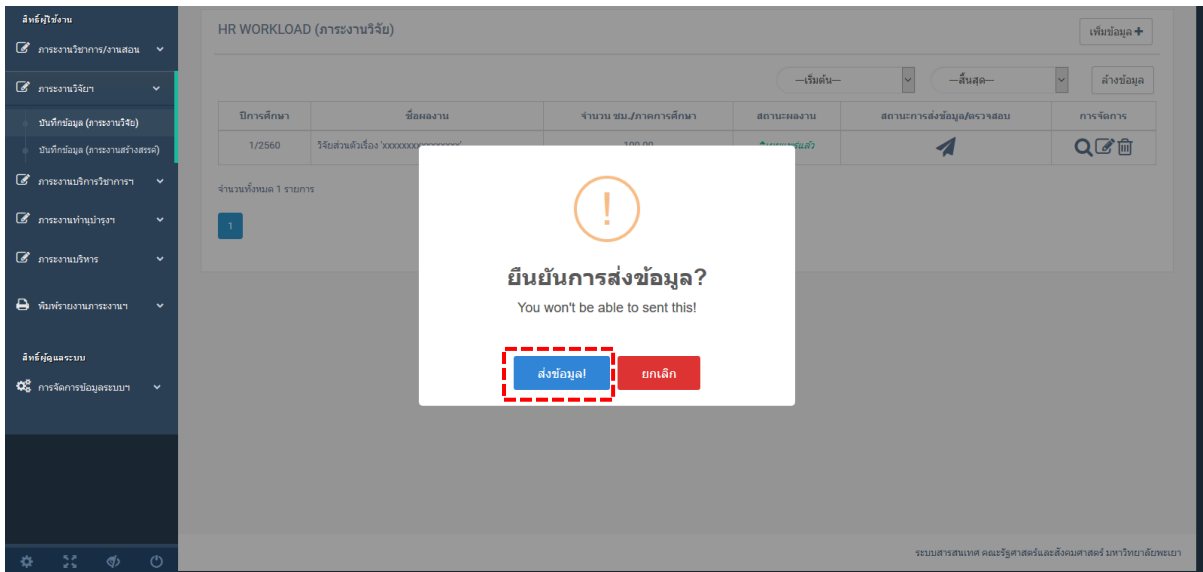 สิทธิ์ผู้ใช้งาน
ภาระงานวิชาการ/งานสอน
ภาระงานวิจัยฯ
บันทึกข้อมูล (ภาระงานวิจัย)
บันทึกข้อมูล (ภาระงานสร้างสรรค์)
ภาระงานบริการวิชาการฯ
ภาระงานทำนุบำรุงฯ
ภาระงานบริหาร
พิมพ์รายงานภาระงานฯ
สิทธิ์ผู้ดูแลระบบ
การจัดการข้อมูลระบบฯ
HR WORKLOAD (ภาระงานวิจัย)
เพิ่มข้อมูล +
---เริ่มต้น--- ---สิ้นสุด--- ล้างข้อมูล
ปีการศึกษา ชื่อผลงาน จำนวน ชม./ภาคการศึกษา สถานะผลงาน สถานะการส่งข้อมูล/ตรวจสอบ การจัดการ
1/2560 วิจัยส่วนตัวเรื่อง
จำนวนทั้งหมด 1 รายการ
1
!
ยืนยันการส่งข้อมูล?
You won't be able to sent this!
ส่งข้อมูล! ยกเลิก
ระบบสารสนเทศ คณะรัฐศาสตร์และสังคมศาสตร์ มหาวิทยาลัยพะเยา